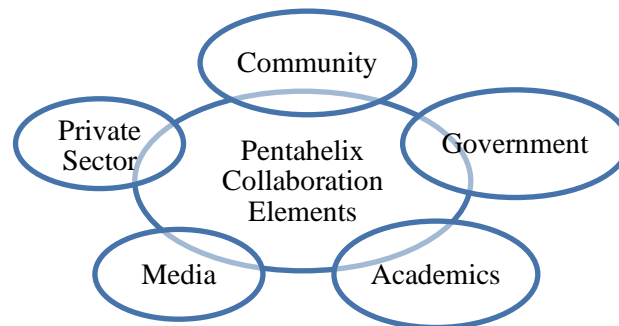 Community
Private
Sector
Government
Pentahelix
Collaboration
Elements
Media
Academics